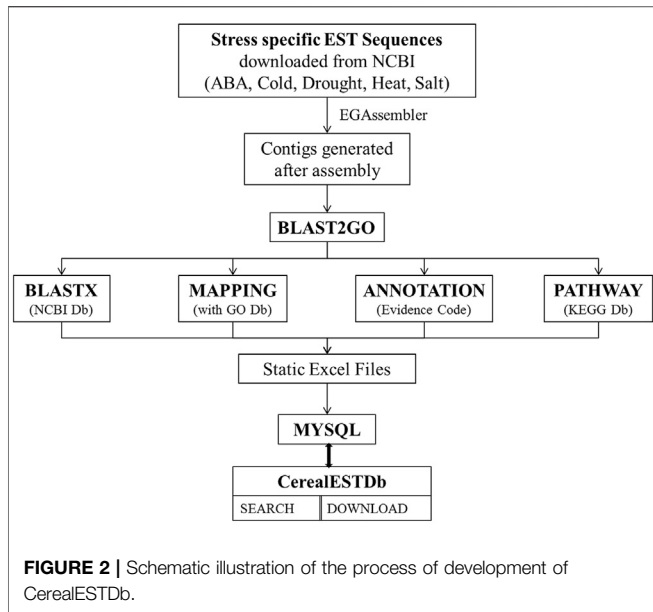 Stress specific EST Sequences
downloaded from NCBI
(ABA, Cold, Drought, Heat, Salt)
EGAssembler
Contigs generated
after assembly
BLAST2GO
BLASTX
(NCBI Db)
MAPPING
(with GO Db)
ANNOTATION
(Evidence Code)
PATHWAY
(KEGG Db)
Static Excel Files
MYSQL
CerealESTDb
SEARCH
DOWNLOAD
FIGURE 2 | Schematic illustration of the process of development of
CerealESTDb.